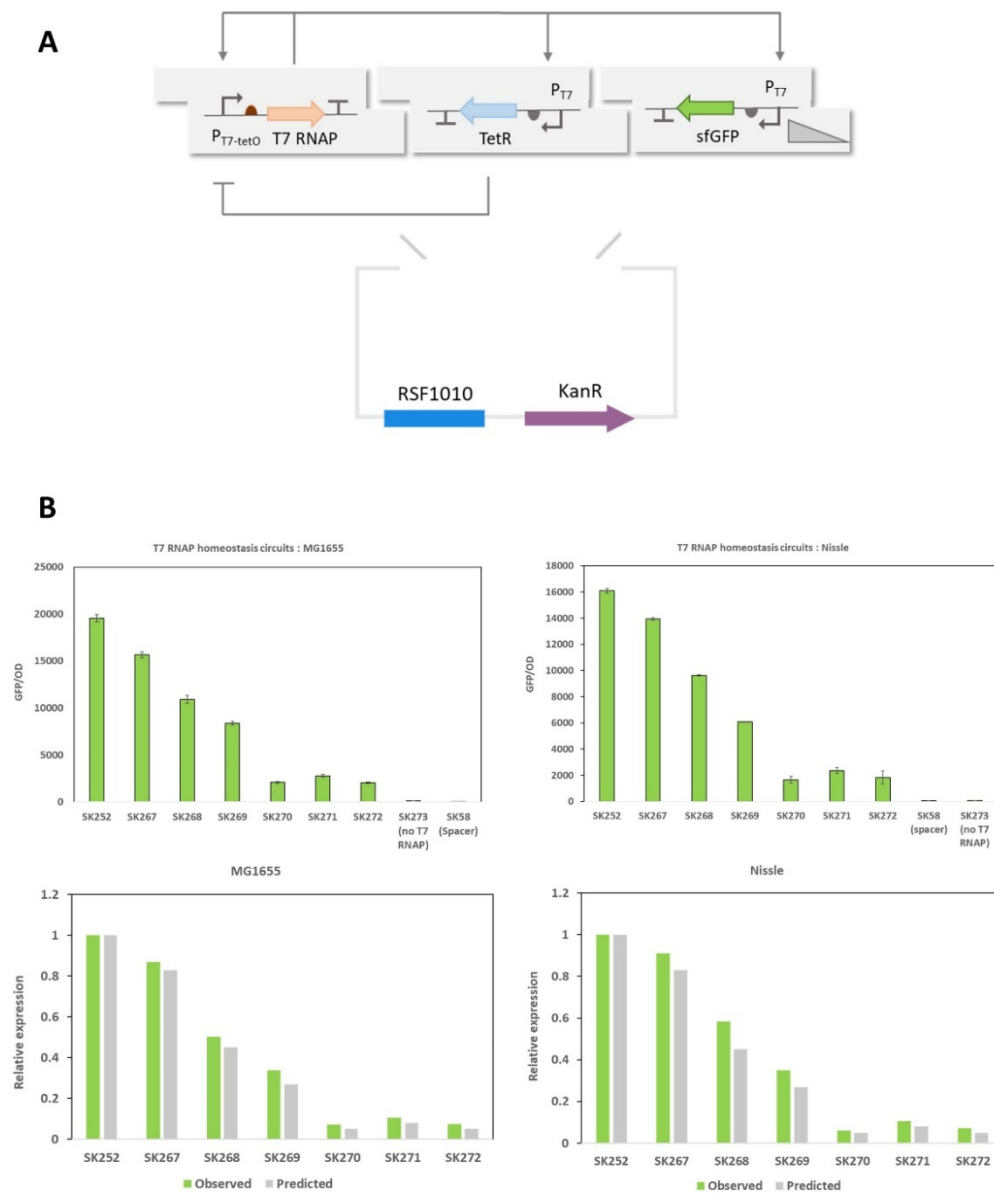 A
P T7-tetO T7 RNAP
TetR
P T7
sfGFP
P T7
RSF1010
KanR
B
T7 RNAP homeostasis circuits : MG1655
25000
20000
15000
10000
5000
0
GFP/OD
SK252 SK267 SK268 SK269 SK270 SK271 SK272 SK273 (no T7 RNAP) SK58 (Spacer)
T7 RNAP homeostasis circuits : Nissle
18000
16000
14000
12000
10000
8000
6000
4000
2000
0
GFP/OD
SK252 SK267 SK268 SK269 SK270 SK271 SK272 SK58 (spacer) SK273 (no T7 RNAP)
MG1655
1.2
1
0.8
0.6
0.4
0.2
0
Relative expression
SK252 SK267 SK268 SK269 SK270 SK271 SK272
Observed Predicted
Nissle
1.2
1
0.8
0.6
0.4
0.2
0
Relative expression
SK252 SK267 SK268 SK269 SK270 SK271 SK272
Observed Predicted